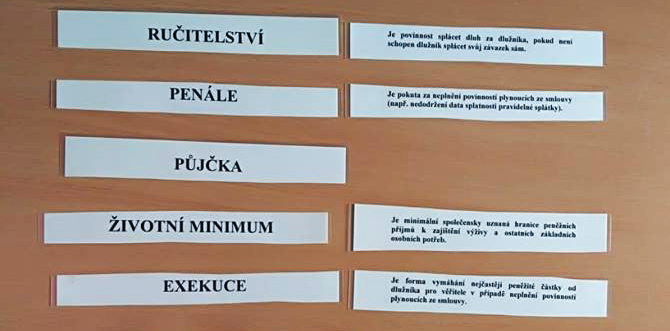 RUČITELSTVÍ
Je povinnost splácet dluh za dlužníka, pokud není
schopen dlužník splácet svůj závazek sám.
PENÁLE
Je pokuta za neplnění povinností plynoucích ze smlouvy
(např. nedodržení data splatnosti pravidelné splátky).
PŮJČKA
ŽIVOTNÍ MINIMUM
Je minimální společensky uznaná hranice peněžních
příjmů k zajištění výživy a ostatních základních
osobních potřeb.
EXEKUCE
Je forma vymáhání nejčastěji peněžité částky od
dlužníka pro věřitele v případě neplnění povinností
plynoucích ze smlouvy.